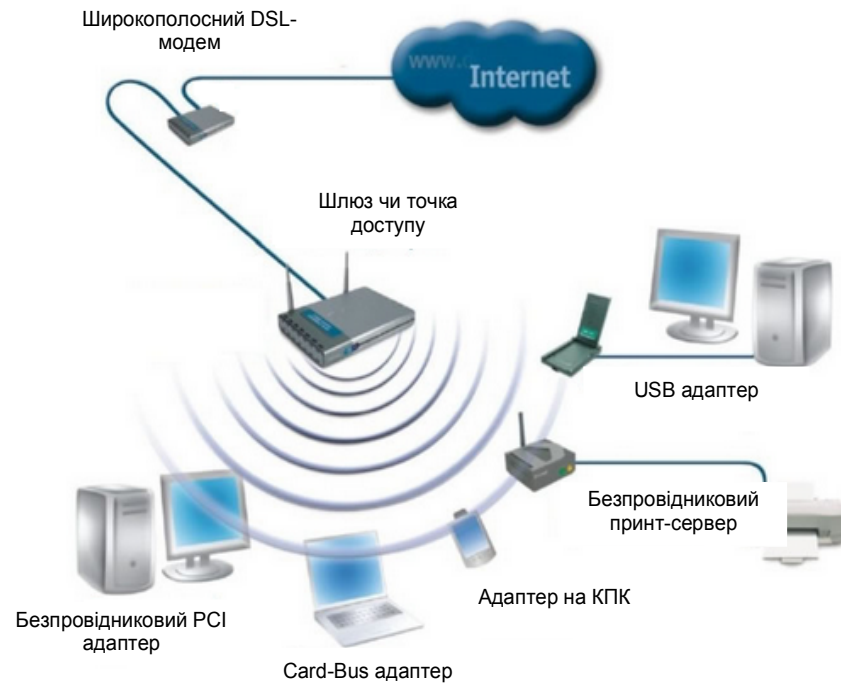 Широкополосний DSL-
модем
www.
Internet
Шлюз чи точка
доступу
USB адаптер
Безпровідниковий
принт-сервер
Адаптер на КПК
Безпровідниковий PCI
адаптер
Card-Bus адаптер